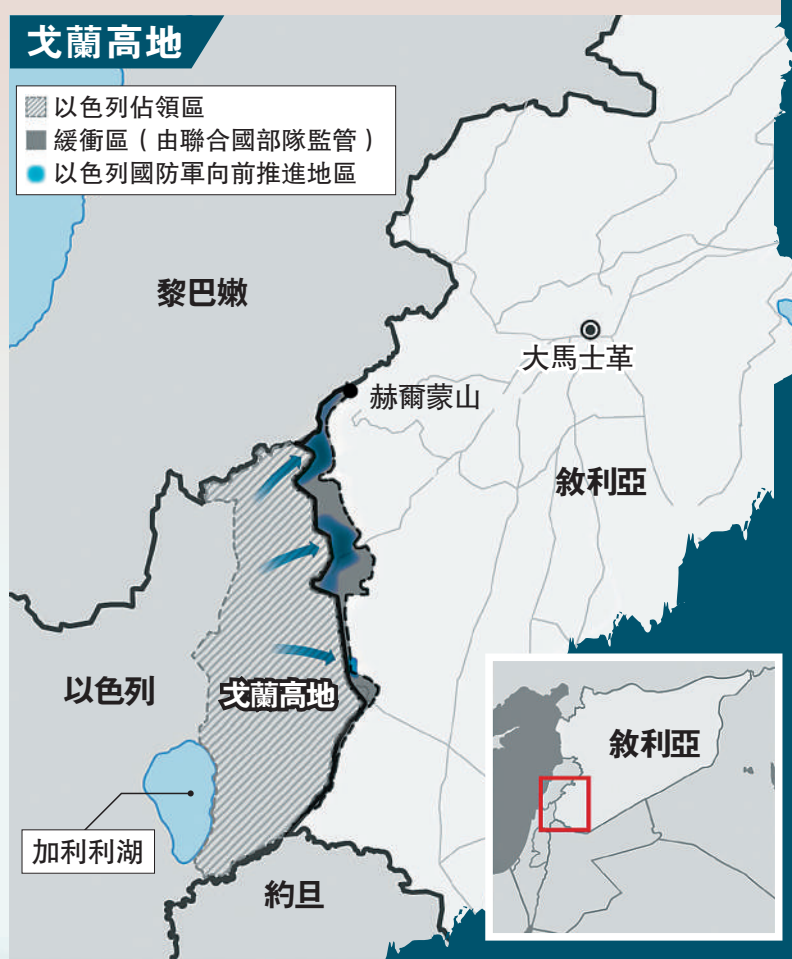 戈蘭高地
以色列佔領區
緩衝區（由聯合國部隊監管）
以色列國防軍向前推進地區
黎巴嫩
大馬士革
赫爾蒙山
敘利亞
以色列
戈蘭高地
敘利亞
加利利湖
約旦